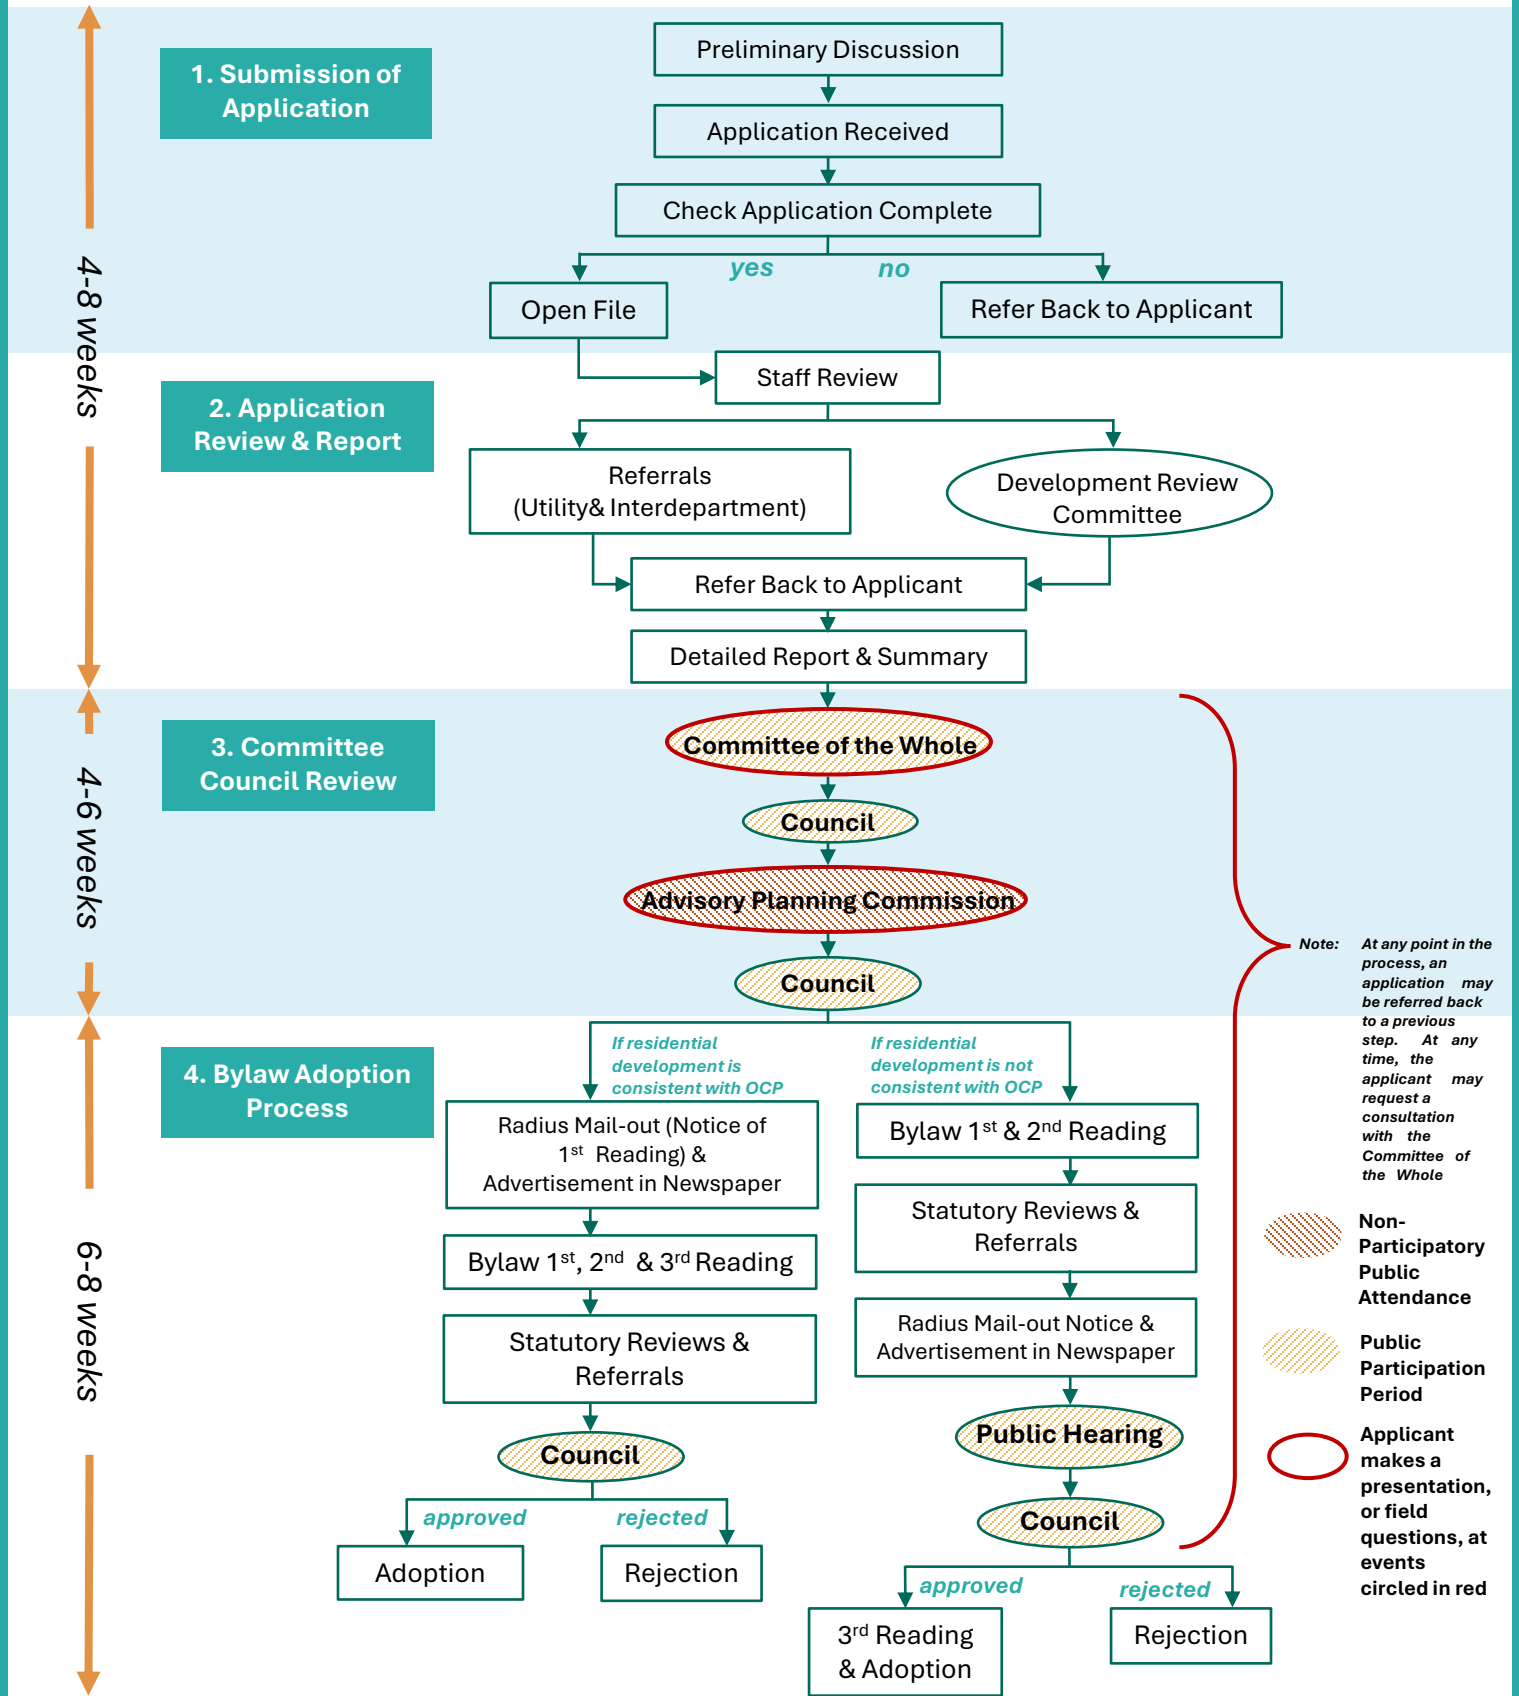 1. Submission of
Application
Preliminary Discussion
Application Received
Check Application Complete
yes
no
Open File
Refer Back to Applicant
4-8 weeks
2. Application
Review & Report
Staff Review
Referrals
(Utility& Interdepartment)
Development Review
Committee
Refer Back to Applicant
Detailed Report & Summary
3. Committee
Council Review
4-6 weeks
Committee of the Whole
Council
Advisory Planning Commission
Council
Note:
At any point in the
process, an
application may
be referred back
to a previous
step. At any
time, the
applicant may
request a
consultation
with the
Committee of
the Whole
4. Bylaw Adoption
Process
6-8 weeks
If residential
development is
consistent with OCP
If residential
development is not
consistent with OCP
Radius Mail-out (Notice of
1st Reading) &
Advertisement in Newspaper
Bylaw 1st, 2nd & 3rd Reading
Statutory Reviews &
Referrals
Council
approved
rejected
Adoption
Rejection
Bylaw 1st & 2nd Reading
Statutory Reviews &
Referrals
Radius Mail-out Notice &
Advertisement in Newspaper
Public Hearing
Council
approved
rejected
3rd Reading
& Adoption
Rejection
Non-
Participatory
Public
Attendance
Public
Participation
Period
Applicant
makes a
presentation,
or field
questions, at
events
circled in red